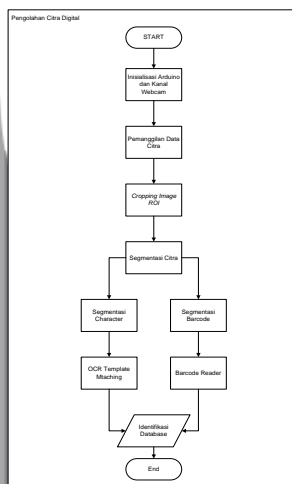 Pengolahan Citra Digital
START
Inisialisasi Arduino
dan Kanal
Webcam
Pemanggilan Data
Citra
Cropping Image
ROI
Segmentasi Citra
Segmentasi
Character
Segmentasi
Barcode
OCR Template
Mtaching
Barcode Reader
Identifikasi
Database
End